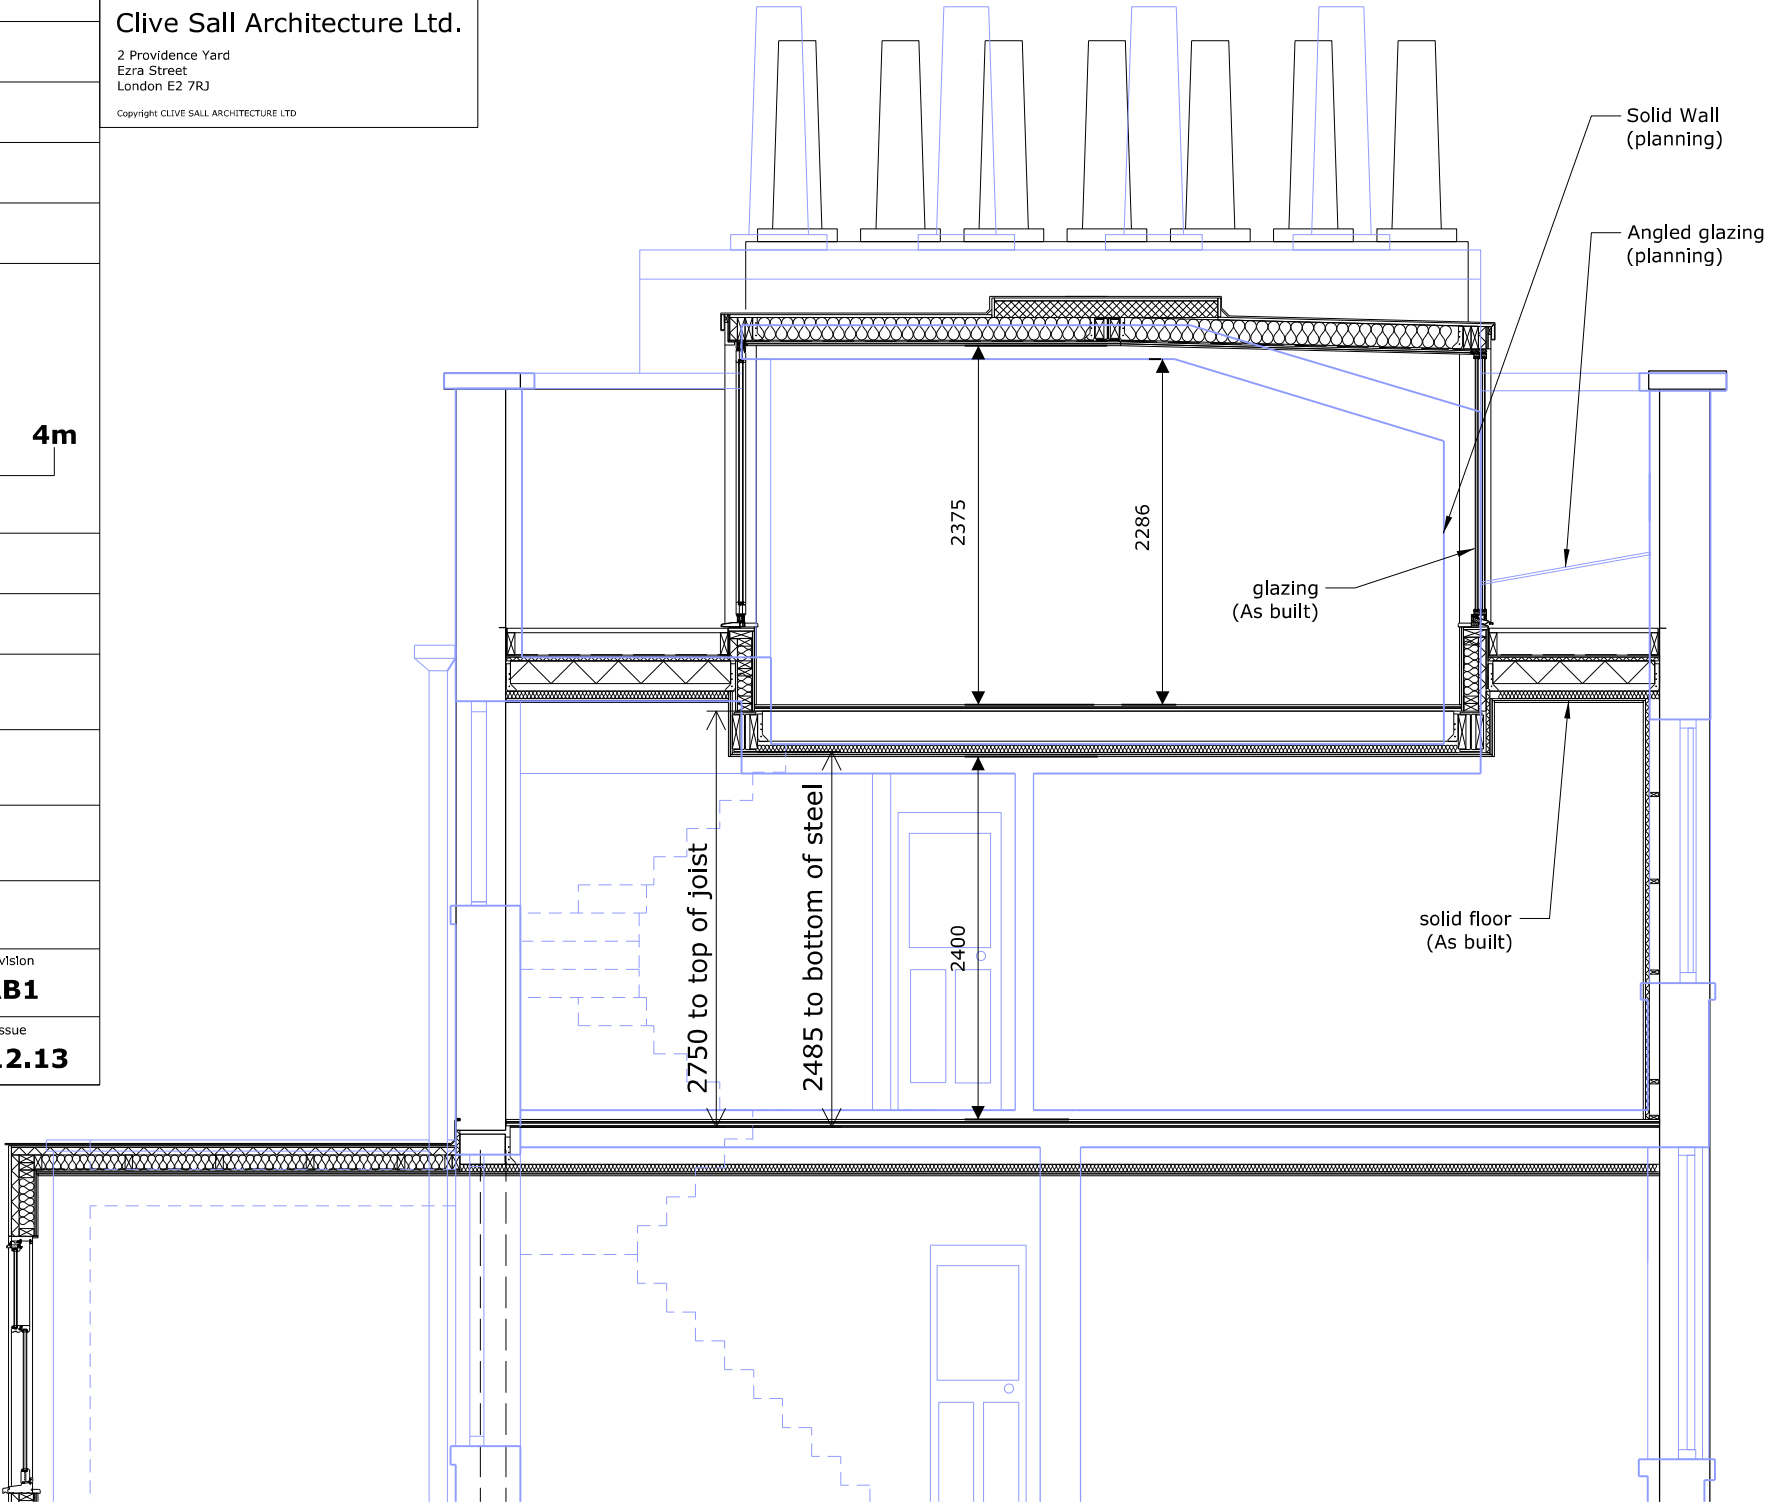 Clive Sall Architecture Ltd.
2 Providence Yard
Ezra Street
London E2 7RJ
Copyright CLIVE SALL ARCHITECTURE LTD
Solid Wall
(planning)
Angled glazing
(planning)
4m
2375
2286
glazing
(As built)
2750 to top of joist
2485 to bottom of steel
2400
solid floor
(As built)
vision
B1
ssue
2.13